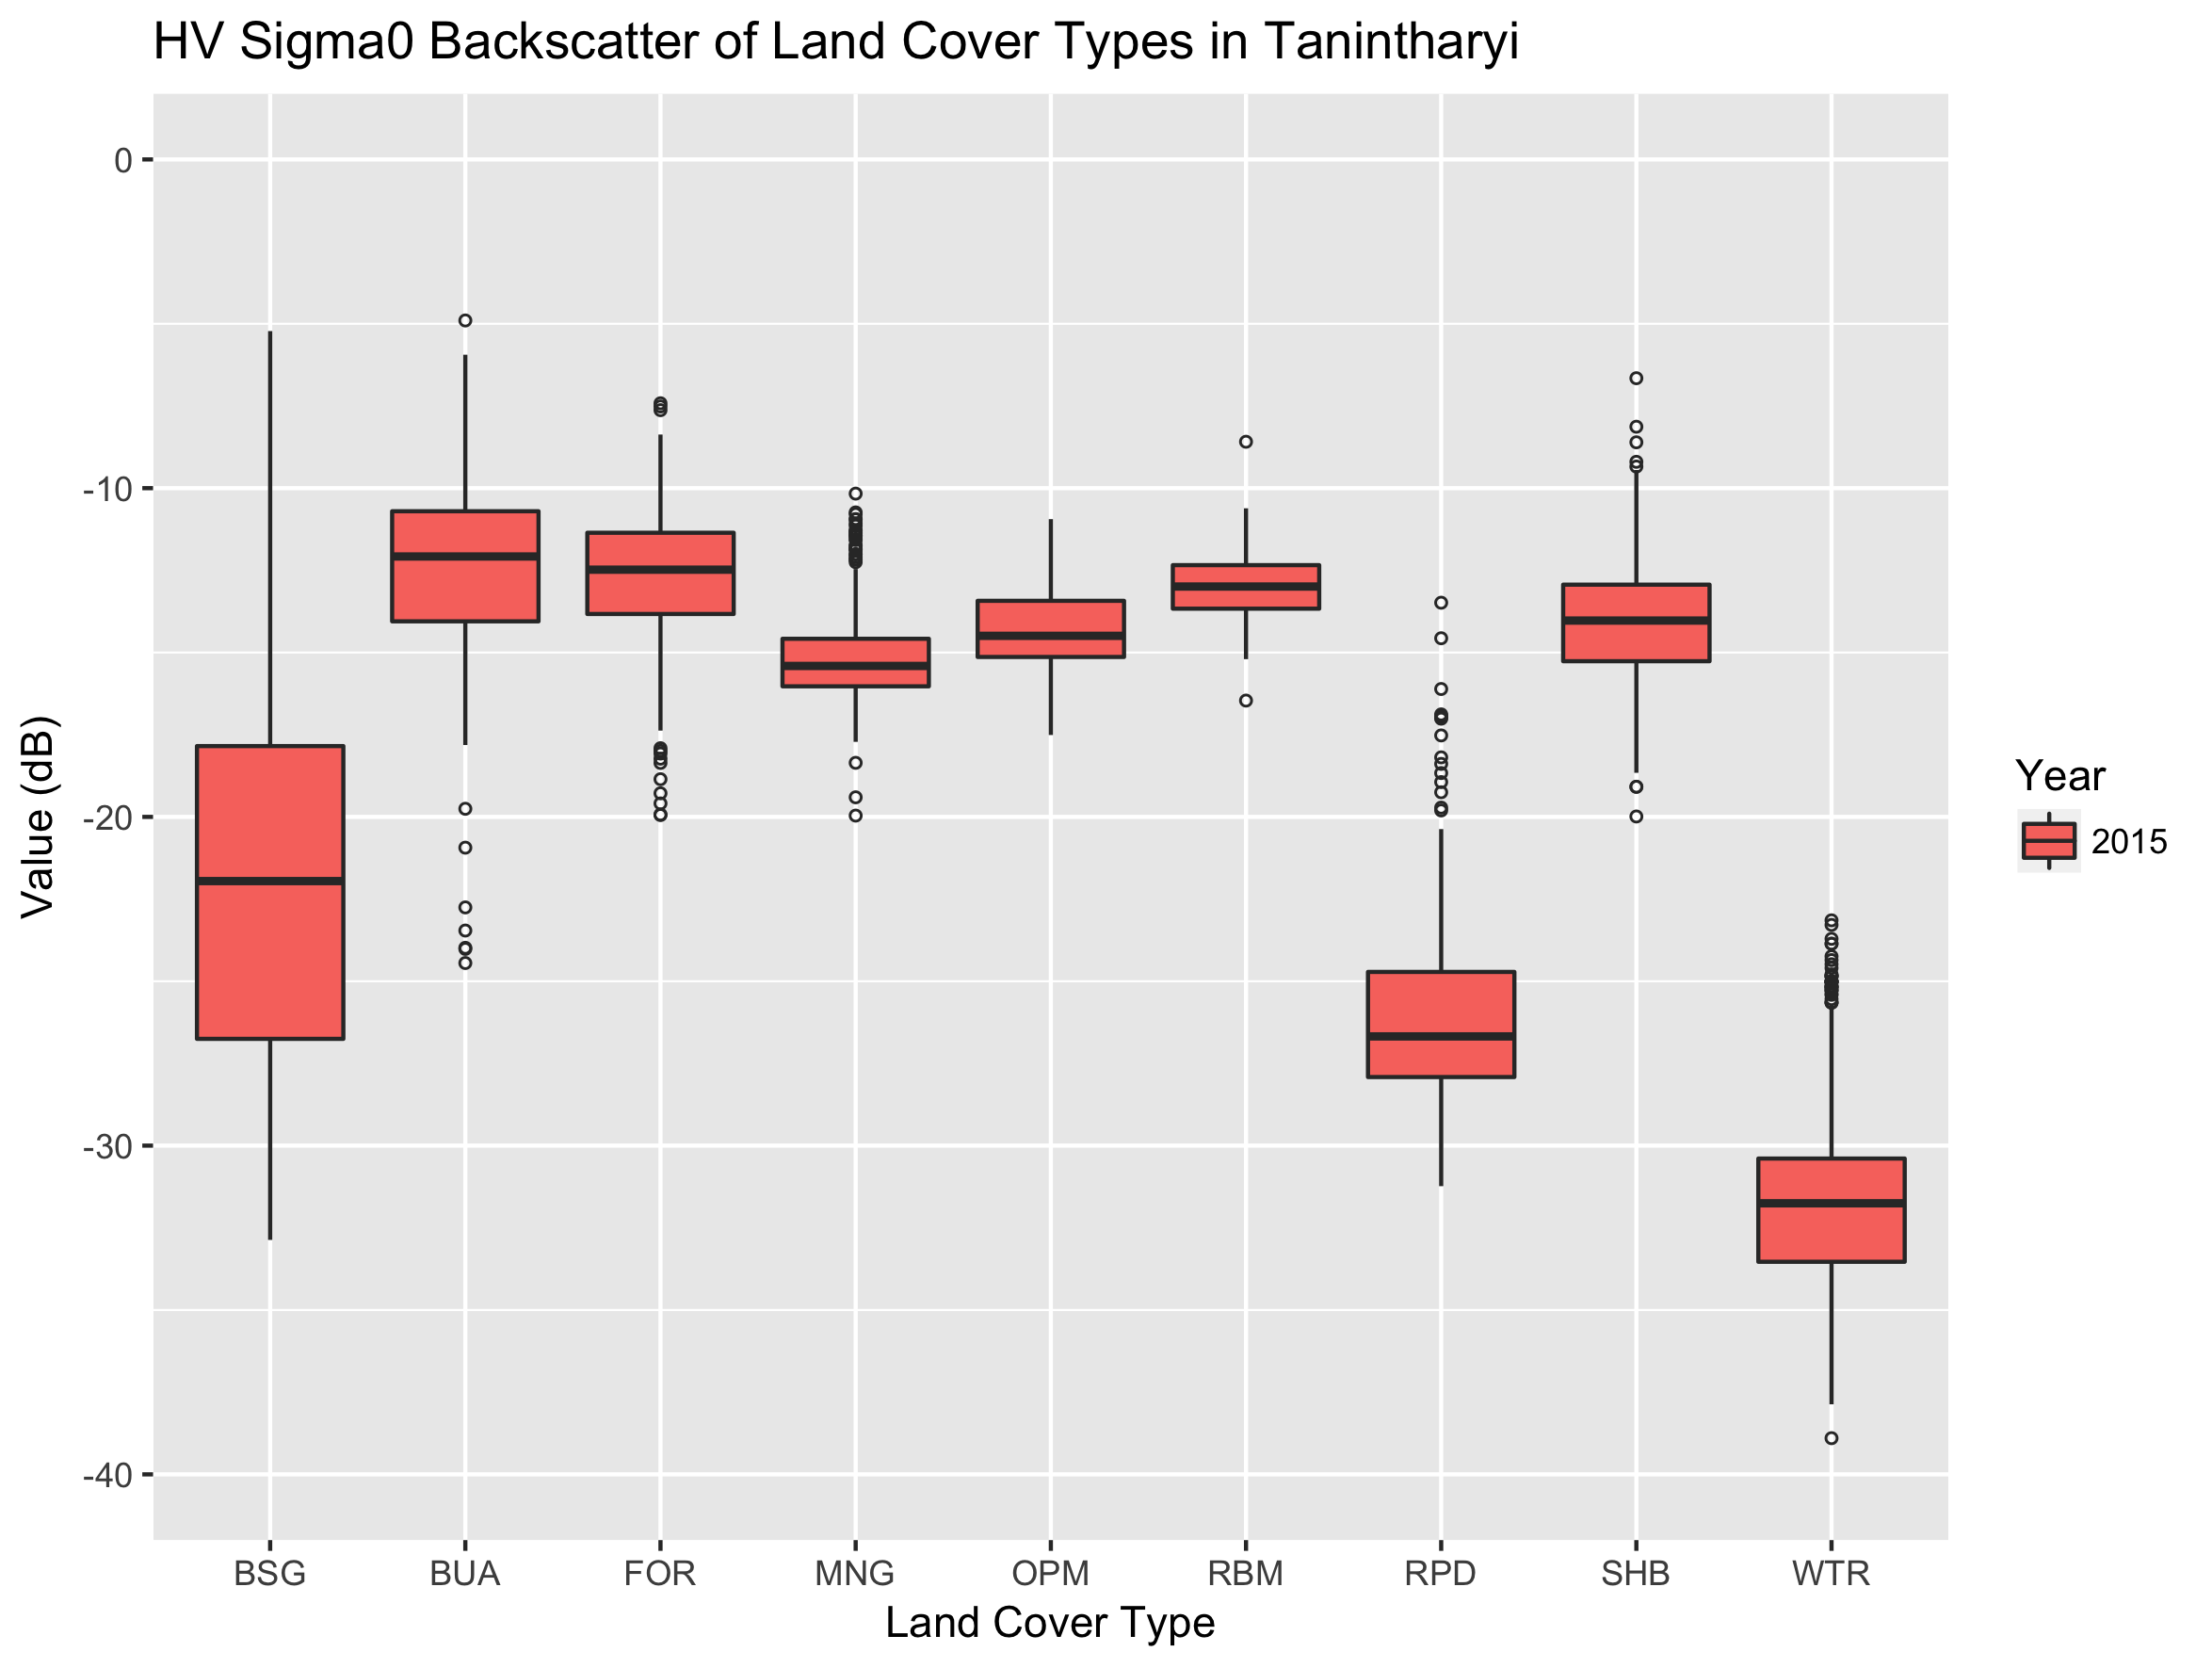 HV Sigma0 Backscatter of Land Cover Types in Tanintharyi
0
-10
-20
-30
-40
Value (dB)
BSG BUA FOR MNG OPM RBM RPD SHB WTR
Land Cover Type
Year
2015